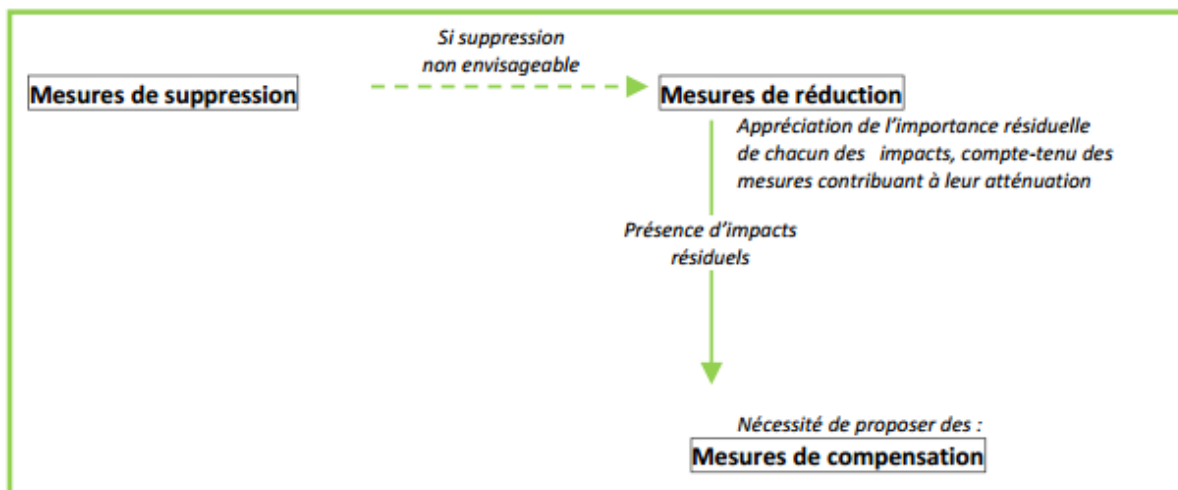 Si suppression
non envisageable
Mesures de suppression
Mesures de réduction
Appréciation de l’importance résiduelle
de chacun des impacts, compte-tenu des
mesures contribuant à leur atténuation
Présence d’impacts
résiduels
Nécessité de proposer des :
Mesures de compensation